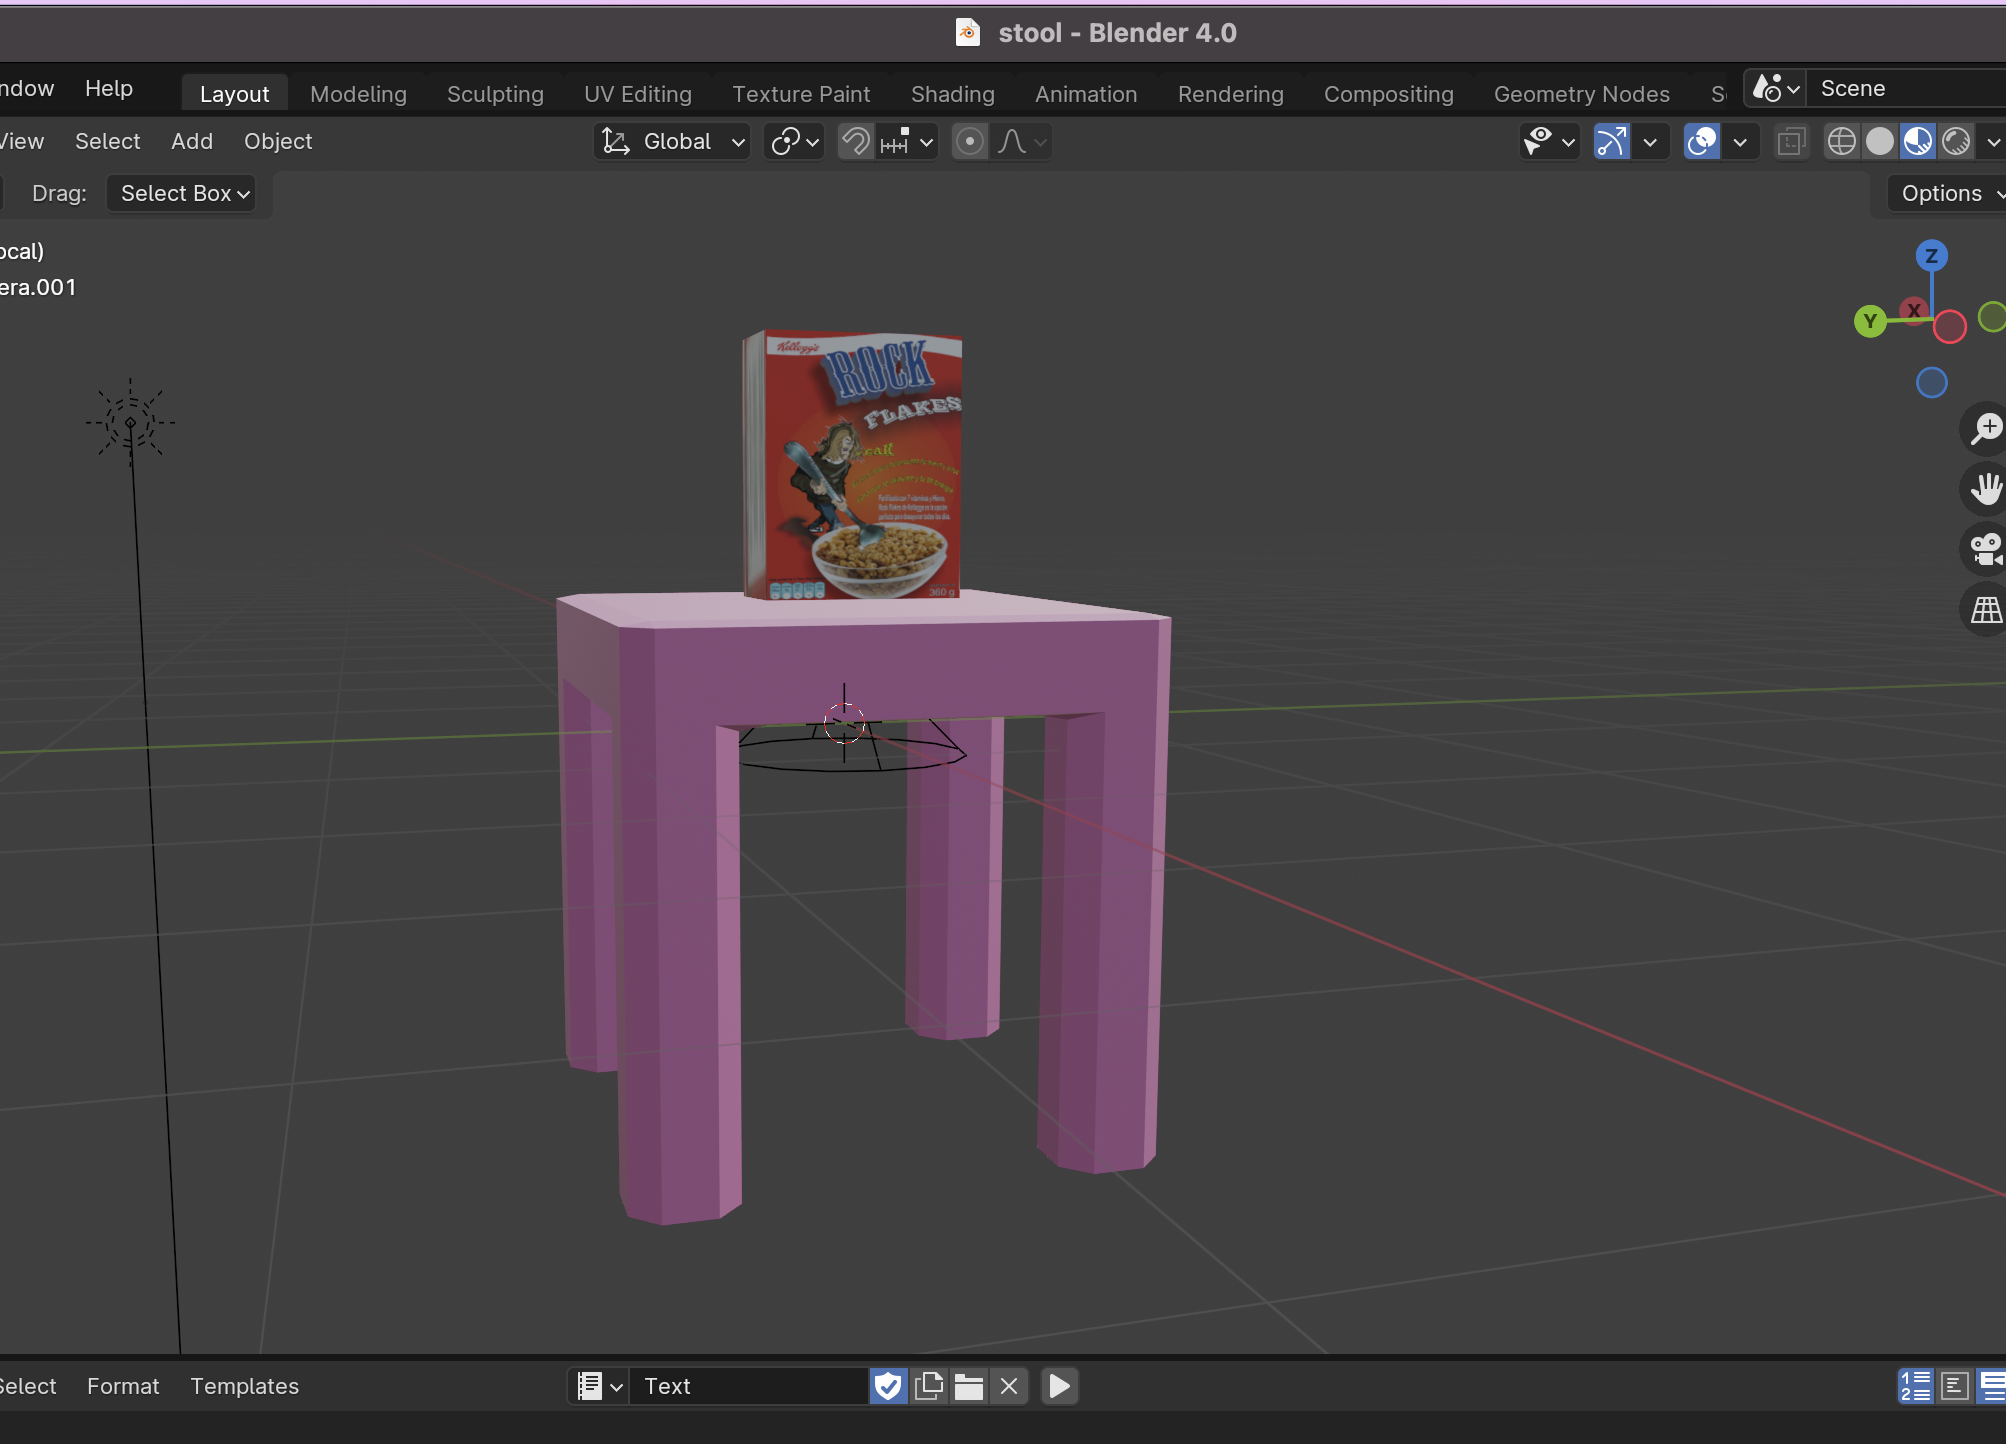 stool - Blender 4.0
ndow Help Layout Modeling Sculpting UV Editing Texture Paint Shading Animation Rendering Compositing Geometry Nodes S Scene
View Select Add Object Global
Drag: Select Box Options
ocal)
era.001
Z
Y X
Kellogg's
ROCK
FLAKES
360 g
Select Format Templates Text